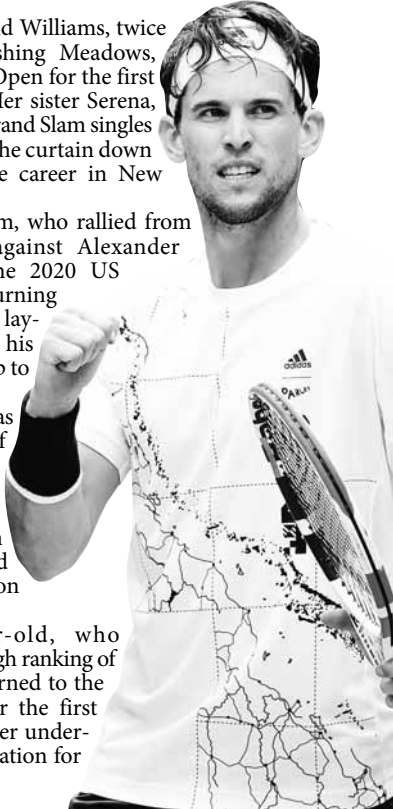 d Williams, twice
shing Meadows,
Open for the first
Her sister Serena,
rand Slam singles
he curtain down
e career in New
m, who rallied from
against Alexander
he 2020 US
urning
lay-
his
p to
as
f
n
d
on
r-old, who
gh ranking of
rned to the
r the first
er under-
ation for
adidas